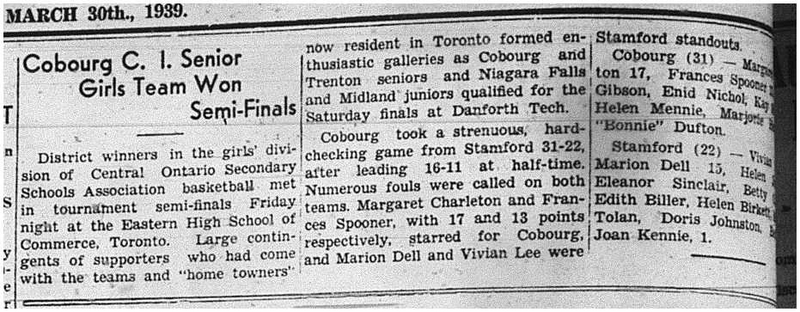 MARCH 30th., 1939.
Cobourg C. I. Senior
Girls Team Won
Semi-Finals
District winners in the girls' divi-
sion of Central Ontario Secondary
Schools Association basketball met
in tournament semi-finals Friday
night at the Eastern High School of
Commerce, Toronto. Large contin-
gents of supporters who had come
with the teams and "home towners"
now resident in Toronto formed en-
thusiastic galleries as Cobourg and
Trenton seniors and Niagara Falls
and Midland juniors qualified for the
Saturday finals at Danforth Tech.
Cobourg took a strenuous, hard-
checking game from Stamford 31-22,
after leading 16-11 at half-time.
Numerous fouls were called on both
teams. Margaret Charleton and Fran-
ces Spooner, with 17 and 13 points
respectively, starred for Cobourg,
and Marion Dell and Vivian Lee were
Stamford standouts.
Cobourg (31) —
ton 17, Frances Spooner
Gibson, Enid Nichol, Kay
Helen Mennie, Marjorie
"Bonnie" Dufton.
Stamford (22) — Vivian
Marion Dell 15, Helen
Eleanor Sinclair, Betty
Edith Biller, Helen Birkett
Tolan, Doris Johnston,
Joan Kennie, 1.